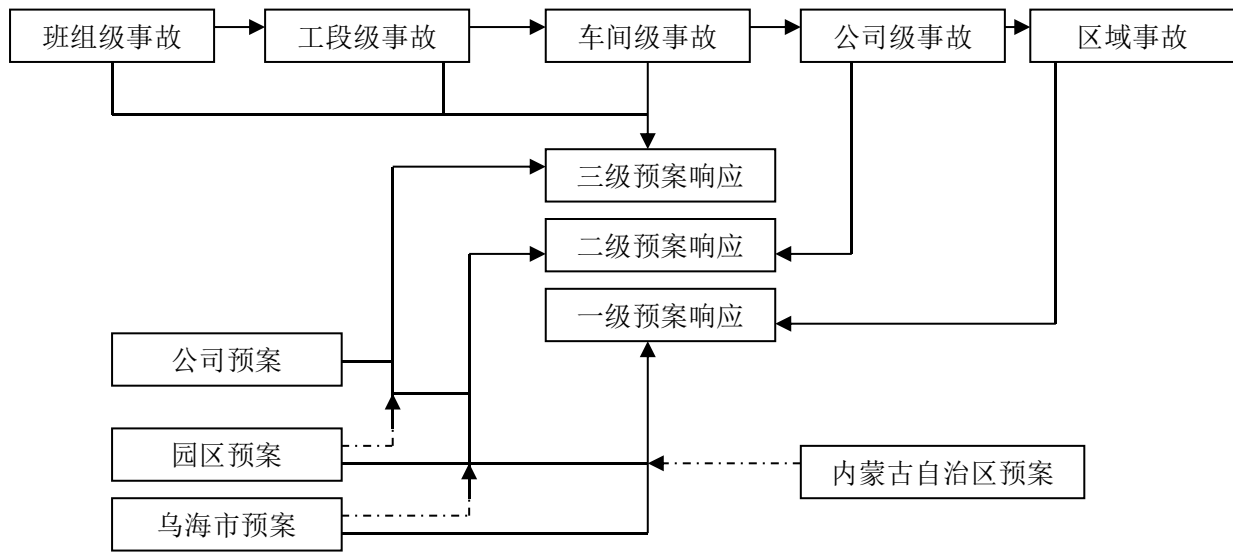 班组级事故
工段级事故
车间级事故
公司级事故
区域事故
三级预案响应
二级预案响应
一级预案响应
公司预案
园区预案
内蒙古自治区预案
乌海市预案